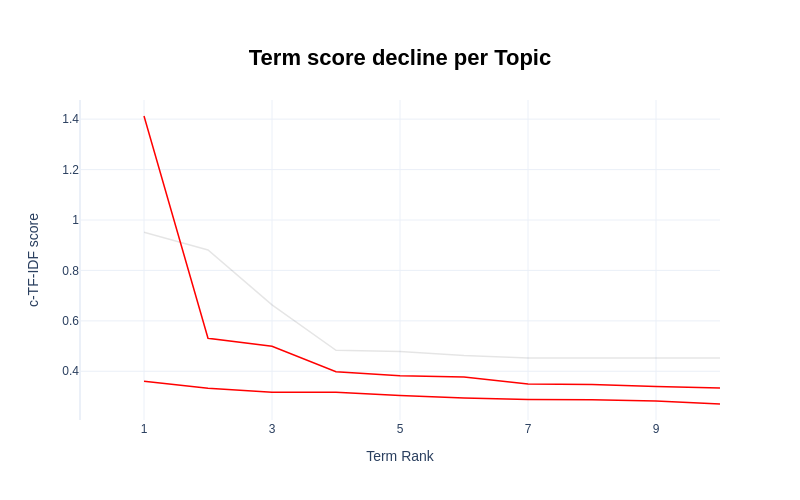 Term score decline per Topic
1.4
1.2
1
0.8
0.6
0.4
c-TF-IDF score
1 3 5 7 9
Term Rank